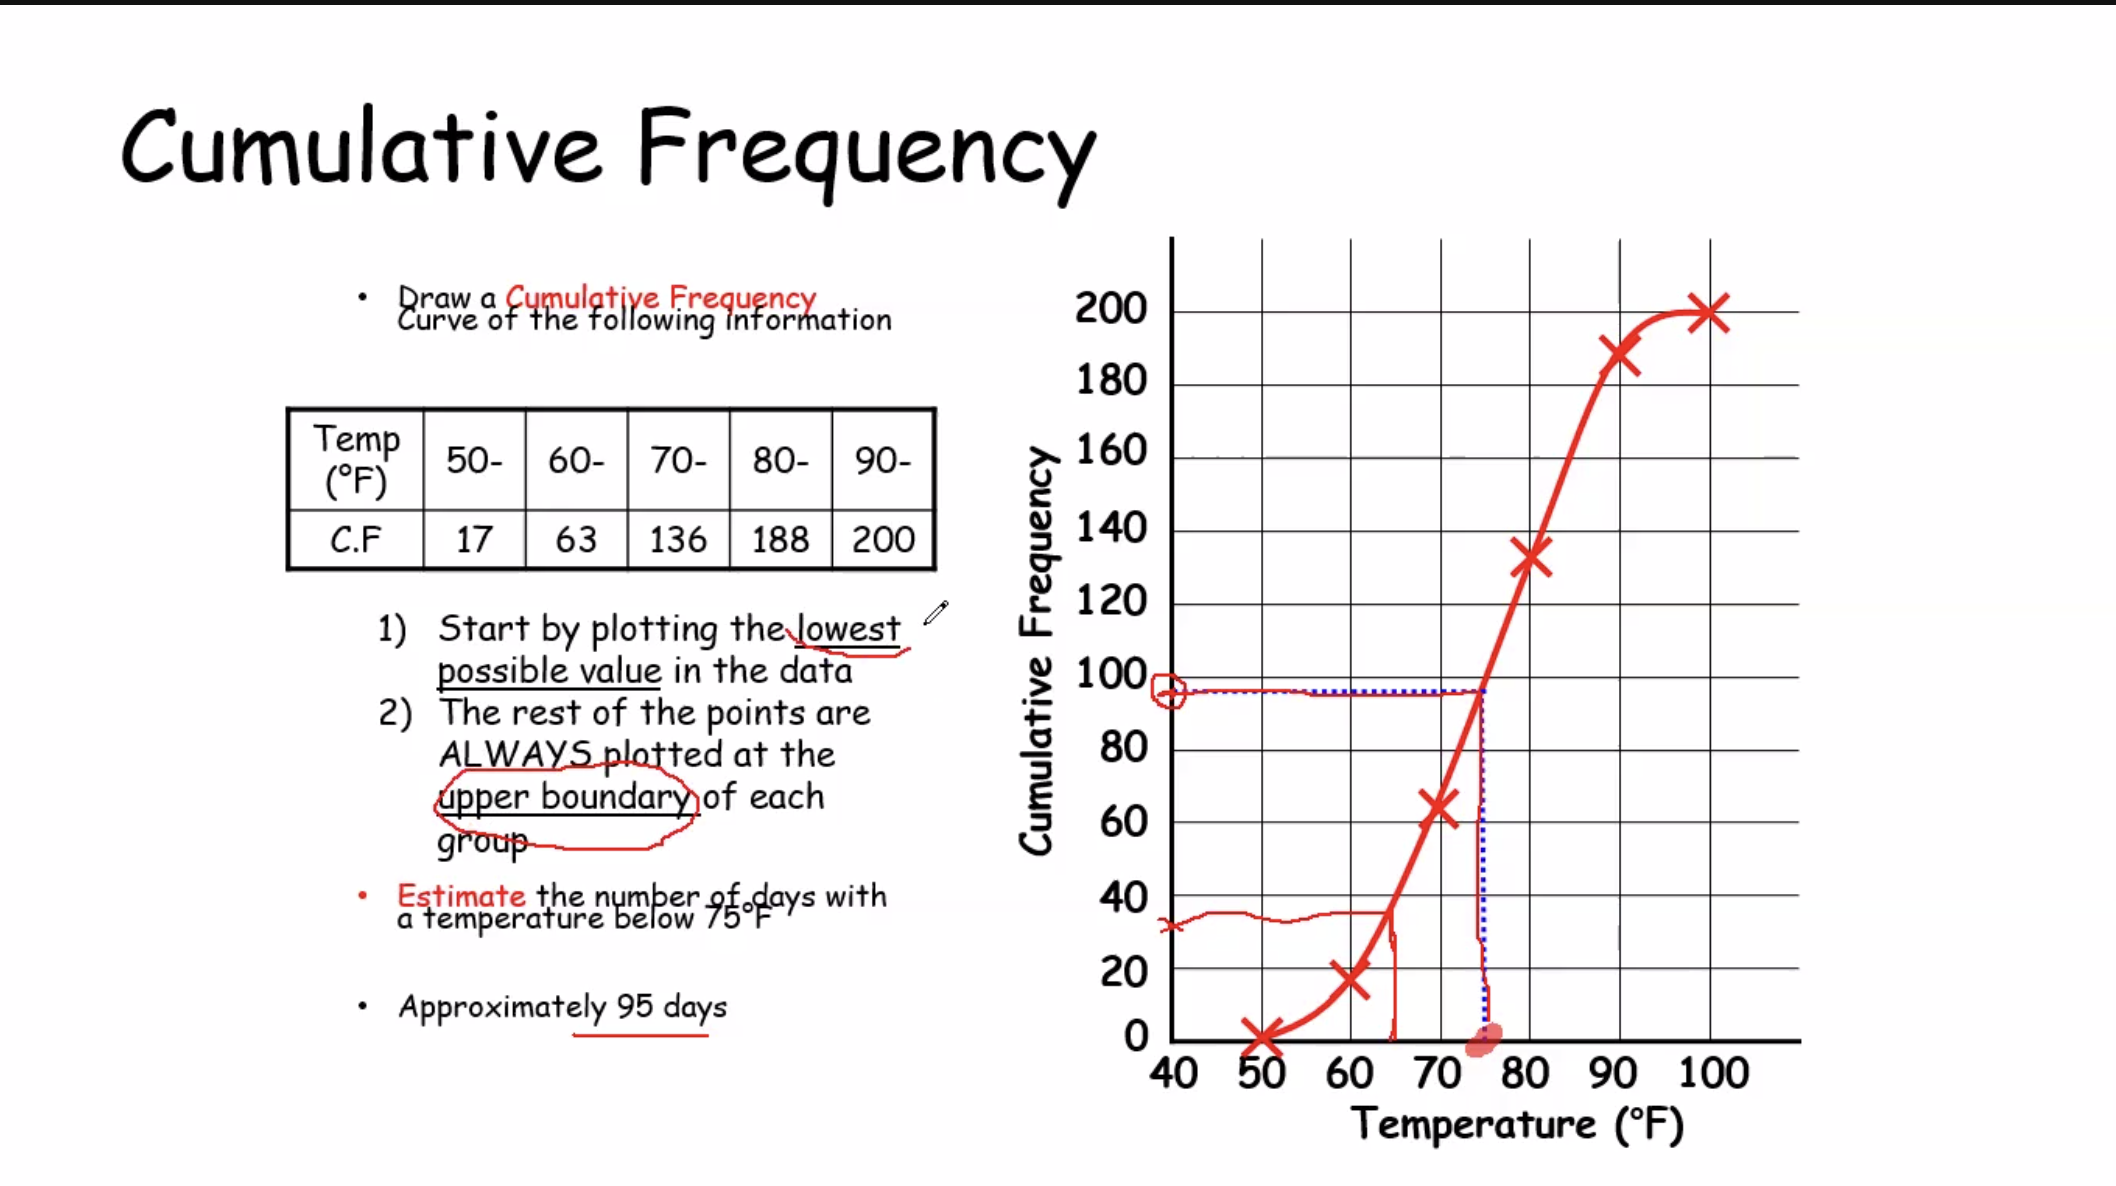 Cumulative Frequency
• Draw a Cumulative Frequency
Curve of the following information
Temp (°F) 50- 60- 70- 80- 90-
C.F 17 63 136 188 200
1) Start by plotting the lowest
possible value in the data
2) The rest of the points are
ALWAYS plotted at the
upper boundary of each
group
• Estimate the number of days with
a temperature below 75°F
• Approximately 95 days
Cumulative Frequency
200
180
160
140
120
100
80
60
40
20
0
40 50 60 70 80 90 100
Temperature (°F)